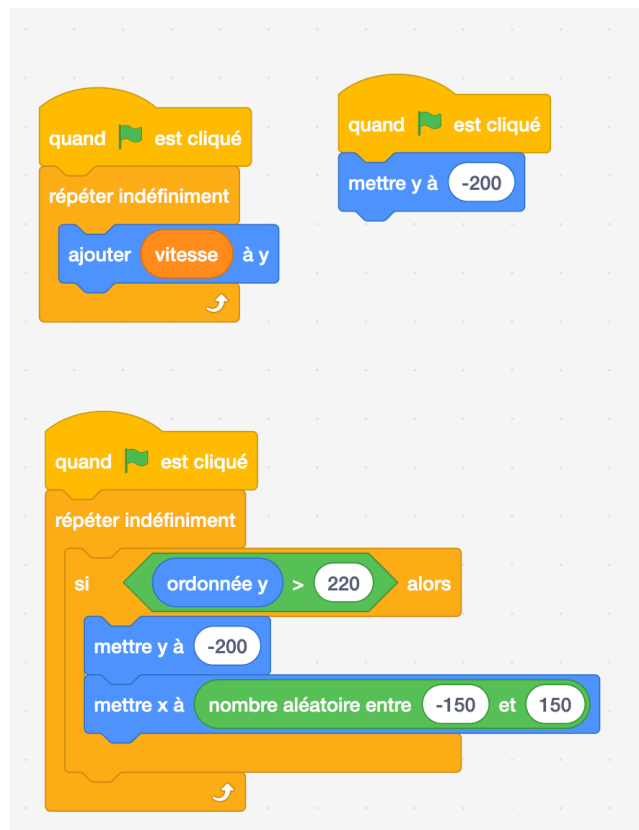 quand est cliqué
répéter indéfiniment
ajouter vitesse à y
quand est cliqué
mettre y à -200
quand est cliqué
répéter indéfiniment
si ordonnée y > 220 alors
mettre y à -200
mettre x à nombre aléatoire entre -150 et 150